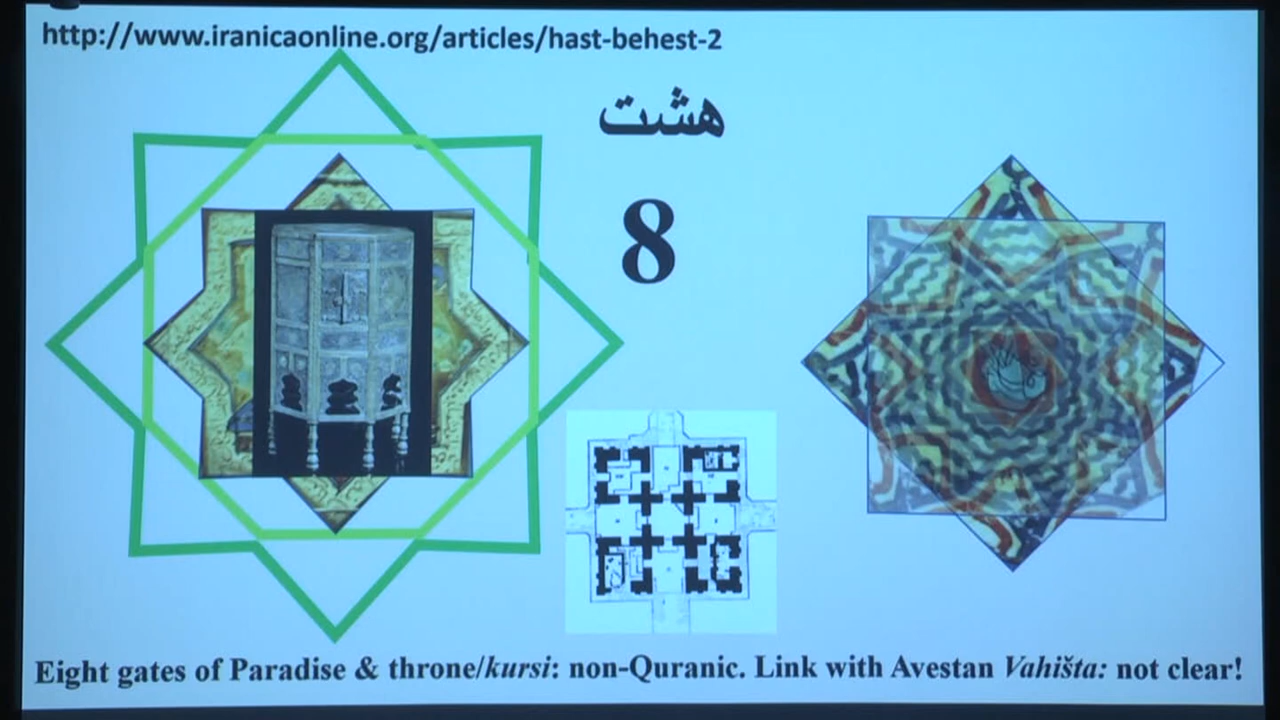 http://www.iranicaonline.org/articles/hast-behest-2
هشت
8
Eight gates of Paradise & throne/kursi: non-Quranic. Link with Avestan Vahišta: not clear!